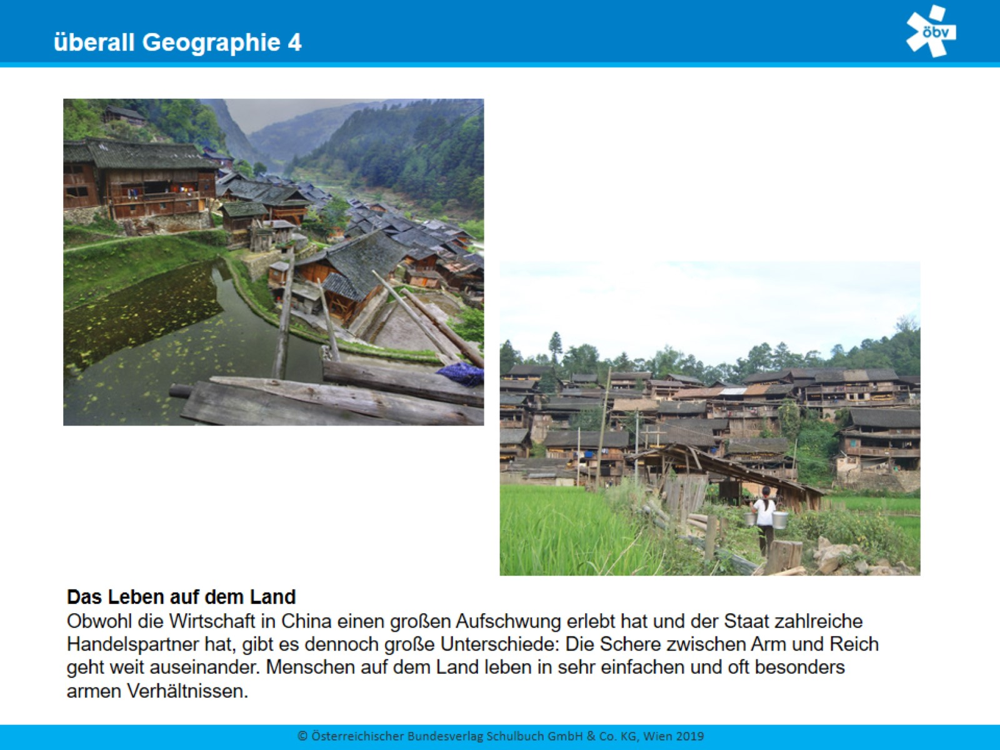 überall Geographie 4
öbv
Das Leben auf dem Land
Obwohl die Wirtschaft in China einen großen Aufschwung erlebt hat und der Staat zahlreiche
Handelspartner hat, gibt es dennoch große Unterschiede: Die Schere zwischen Arm und Reich
geht weit auseinander. Menschen auf dem Land leben in sehr einfachen und oft besonders
armen Verhältnissen.
© Österreichischer Bundesverlag Schulbuch GmbH & Co. KG, Wien 2019